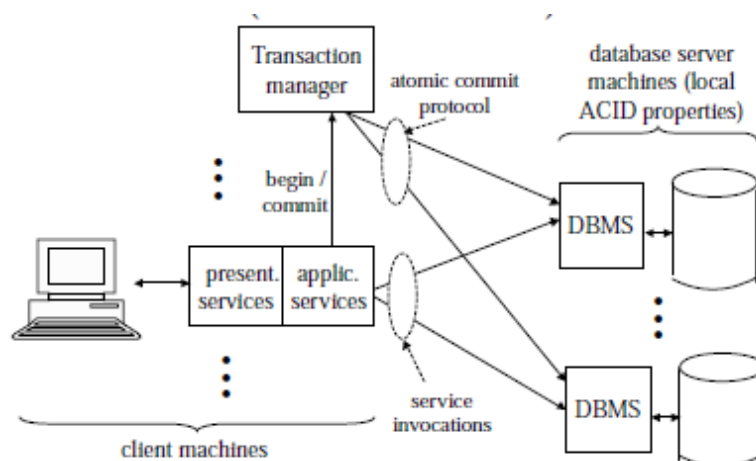 Transaction
manager
atomic commit
protocol
database server
machines (local
ACID properties)
begin /
commit
DBMS
present.
services
applic.
services
service
invocations
DBMS
client machines